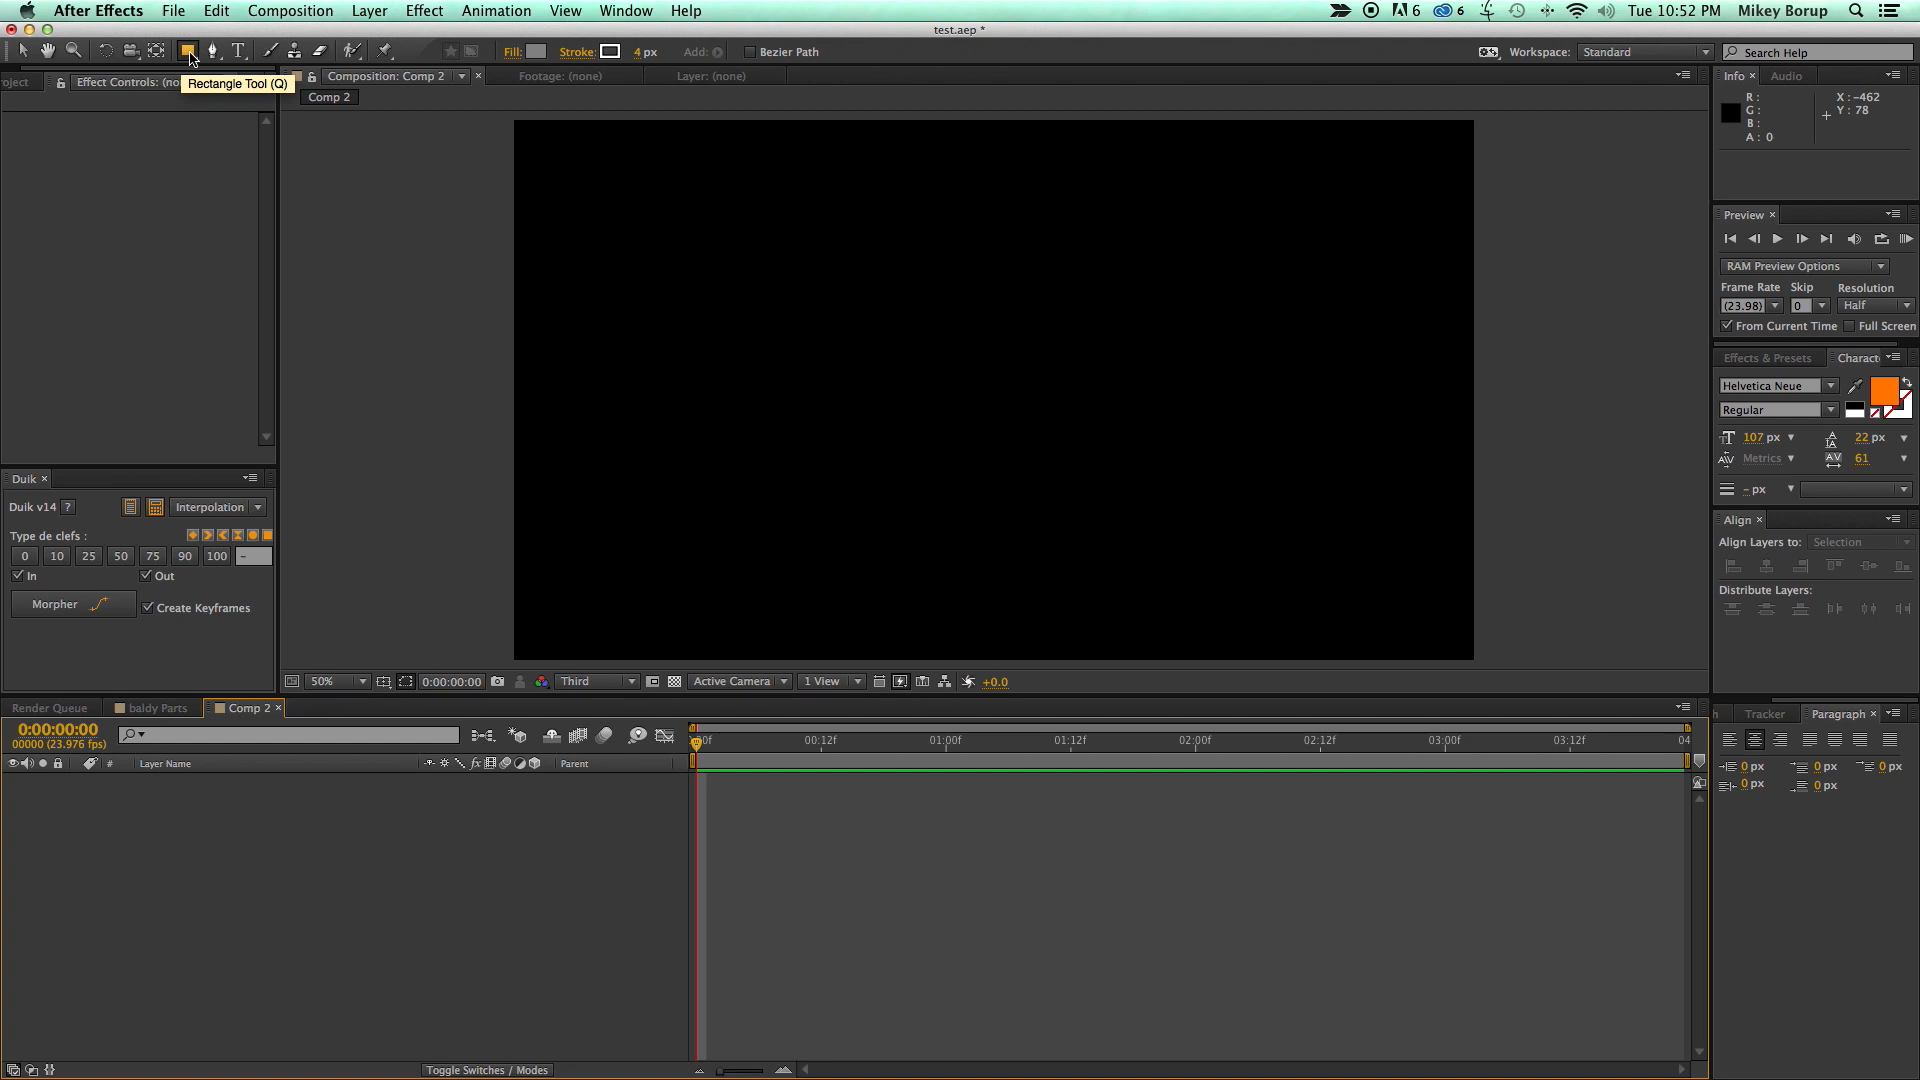 After Effects File Edit Composition Layer Effect Animation View Window Help
6 6 Tue 10:52 PM Mikey Borup
test.aep *
T Fill: Stroke: 4 px Add: Bezier Path Workspace: Standard Search Help
roject Effect Controls: (no
Rectangle Tool (Q)
Composition: Comp 2 × Footage: (none) Layer: (none)
Comp 2
Info × Audio
R :
G :
B :
A : 0
X : -462
Y : 78
Preview ×
RAM Preview Options
Frame Rate Skip Resolution
(23.98) 0 Half
From Current Time Full Screen
Effects & Presets Charact
Helvetica Neue
Regular
107 px 22 px
Metrics 61
- px
Align ×
Align Layers to: Selection
Distribute Layers:
Duik ×
Duik v14 ? Interpolation
Type de clefs :
0 10 25 50 75 90 100 -
In Out
Morpher Create Keyframes
50% 0:00:00:00 Third Active Camera 1 View +0.0
Render Queue baldy Parts Comp 2 ×
0:00:00:00
00000 (23.976 fps)
# Layer Name fx Parent
00f 00:12f 01:00f 01:12f 02:00f 02:12f 03:00f 03:12f 04
h Tracker Paragraph ×
0 px 0 px 0 px
0 px 0 px
Toggle Switches / Modes